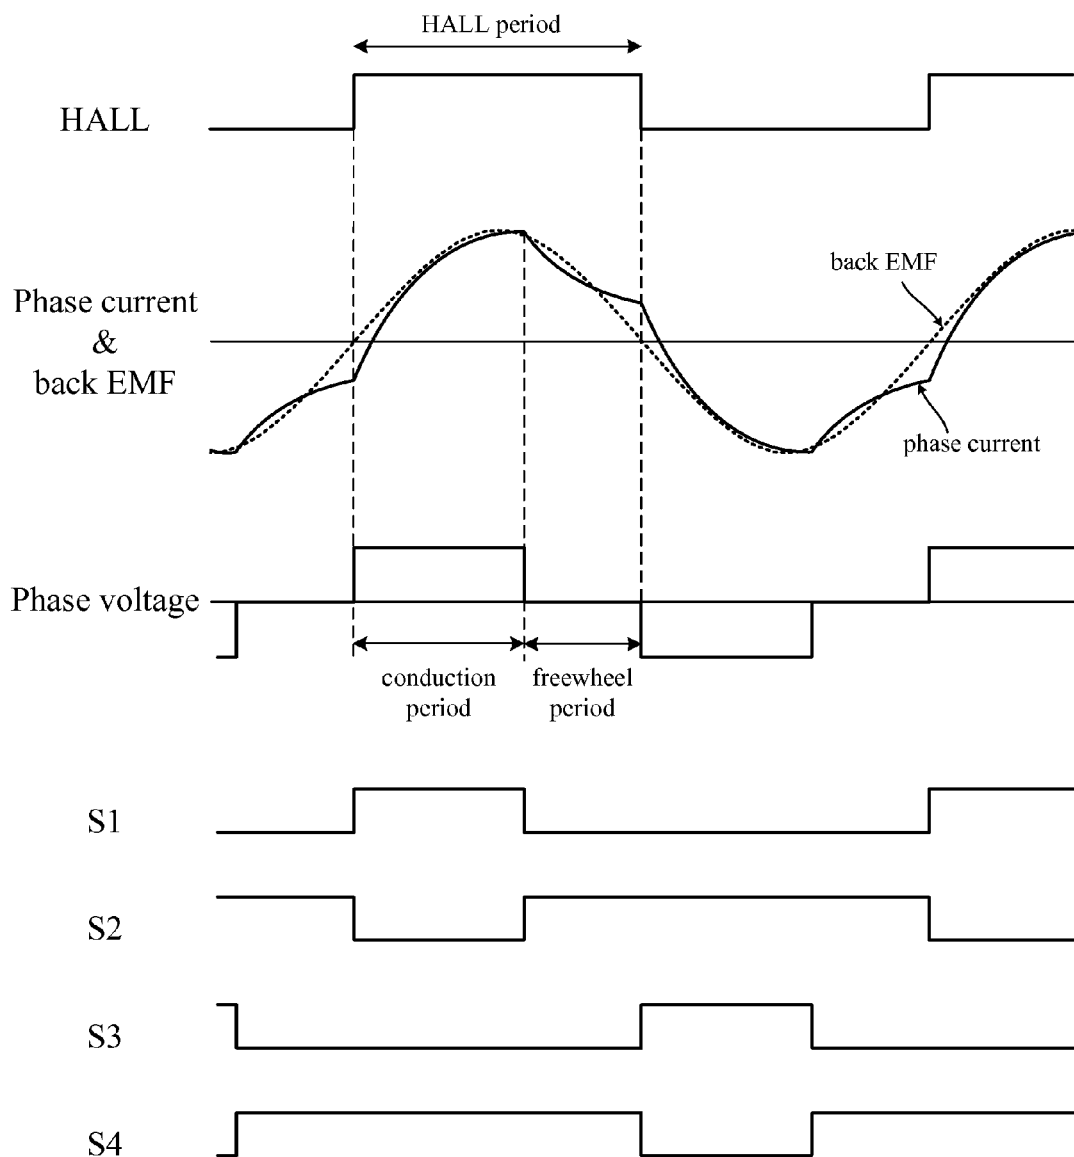 HALL period
HALL
back EMF
Phase current
&
back EMF
phase current
Phase voltage
conduction
period
freewheel
period
S1
S2
S3
S4